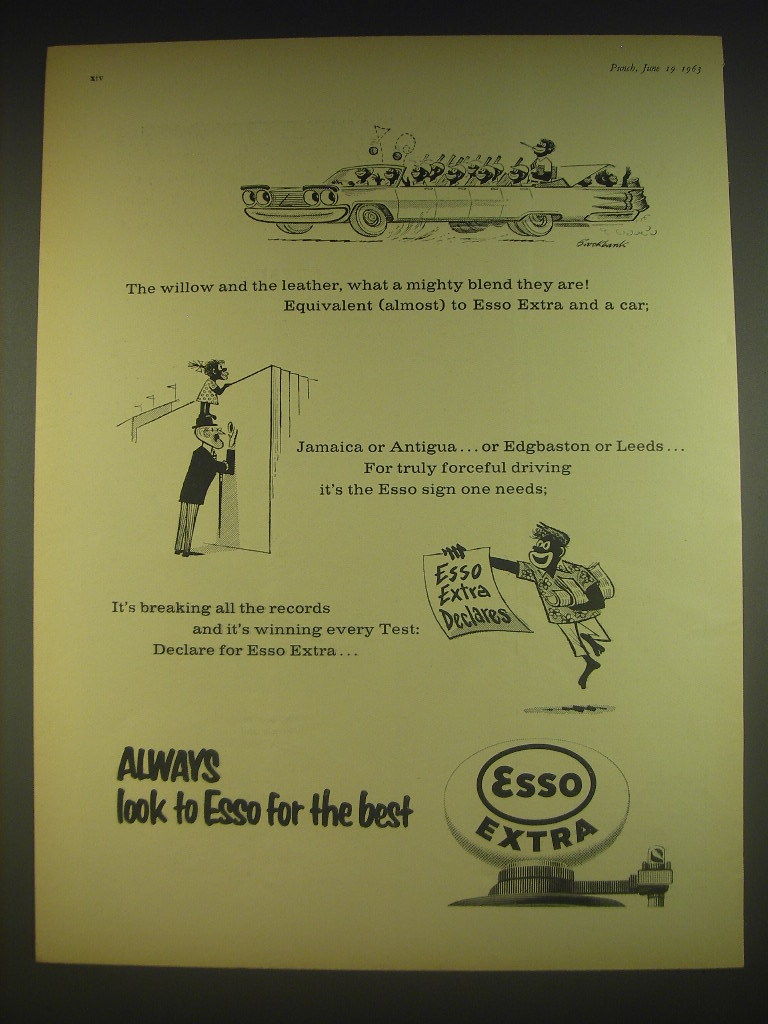 xiv
Punch, June 19 1963
Brockbank
The willow and the leather, what a mighty blend they are!
Equivalent (almost) to Esso Extra and a car;
Jamaica or Antigua ... or Edgbaston or Leeds ...
For truly forceful driving
it's the Esso sign one needs;
Esso
Extra
Declares
It's breaking all the records
and it's winning every Test:
Declare for Esso Extra ...
ALWAYS
look to Esso for the best
Esso
EXTRA